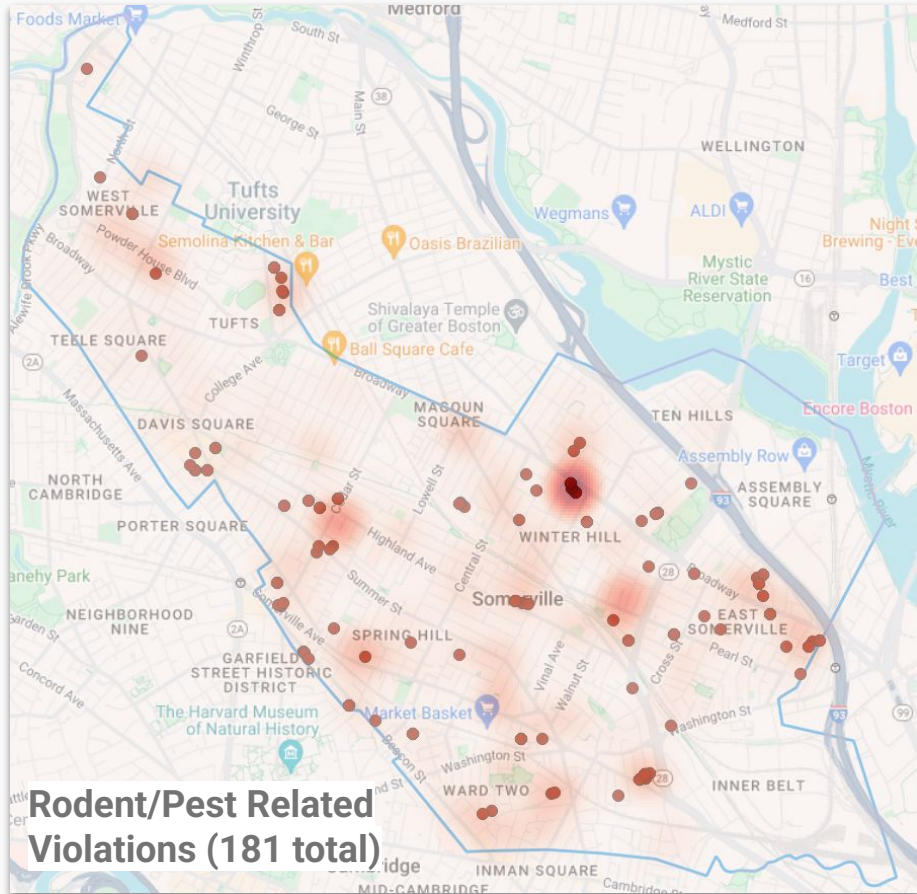 Medford
Foods Market
South St
Winthrop St
Medford St
Main St
38
George St
North St
WELLINGTON
WEST
SOMERVILLE
Tufts
University
Wegmans
ALDI
Night
Brewing - Eve
Semolina Kitchen & Bar
Oasis Brazilian
Powder House Blvd
Broadway
Alewife Brook Pkwy
Mystic
River State
Reservation
16
Best
TUFTS
Shivalaya Temple
of Greater Boston
TEELE SQUARE
Ball Square Cafe
2A
Target
College Ave
Broadway
Massachusetts Ave
MAGOUN
SQUARE
TEN HILLS
Encore Boston
DAVIS SQUARE
Assembly Row
NORTH
CAMBRIDGE
Cedar St
Lowell St
93
ASSEMBLY
SQUARE
Mystic River
PORTER SQUARE
Highland Ave
WINTHER HILL
Central St
anehy Park
Summer St
28
Broadway
NEIGHBORHOOD
NINE
Somerville Ave
Somerville
EAST
SOMERVILLE
Garden St
2A
SPRING HILL
Pearl St
Cross St
Vinal Ave
Walnut St
GARFIELD
STREET HISTORIC
DISTRICT
Concord Ave
The Harvard Museum
of Natural History
Market Basket
Washington St
93
99
Beacon St
Washington St
28
WARD TWO
INNER BELT
Rodent/Pest Related
Violations (181 total)
INMAN SQUARE
MID-CAMBRIDGE
Cambridge St